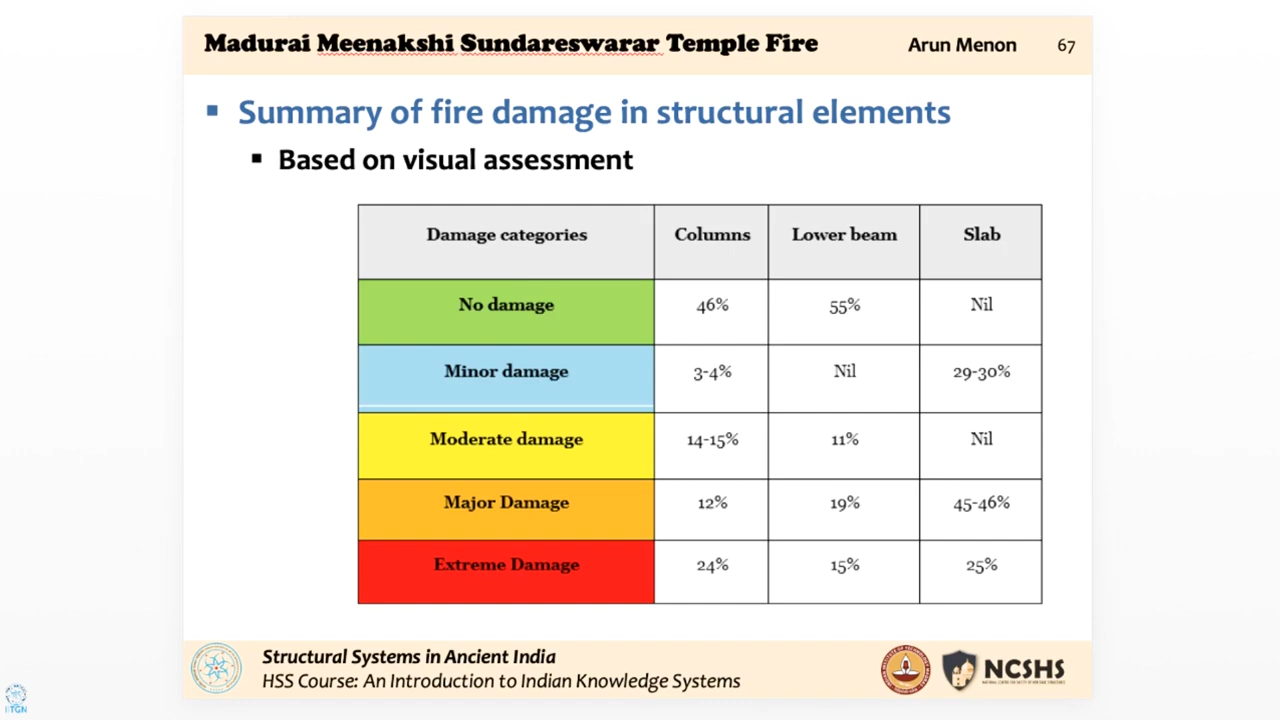 Madurai Meenakshi Sundareswarar Temple Fire Arun Menon 67
Summary of fire damage in structural elements
Based on visual assessment
Damage categories Columns Lower beam Slab
No damage 46% 55% Nil
Minor damage 3-4% Nil 29-30%
Moderate damage 14-15% 11% Nil
Major Damage 12% 19% 45-46%
Extreme Damage 24% 15% 25%
Structural Systems in Ancient India
HSS Course: An Introduction to Indian Knowledge Systems
NCSHS
IITGN